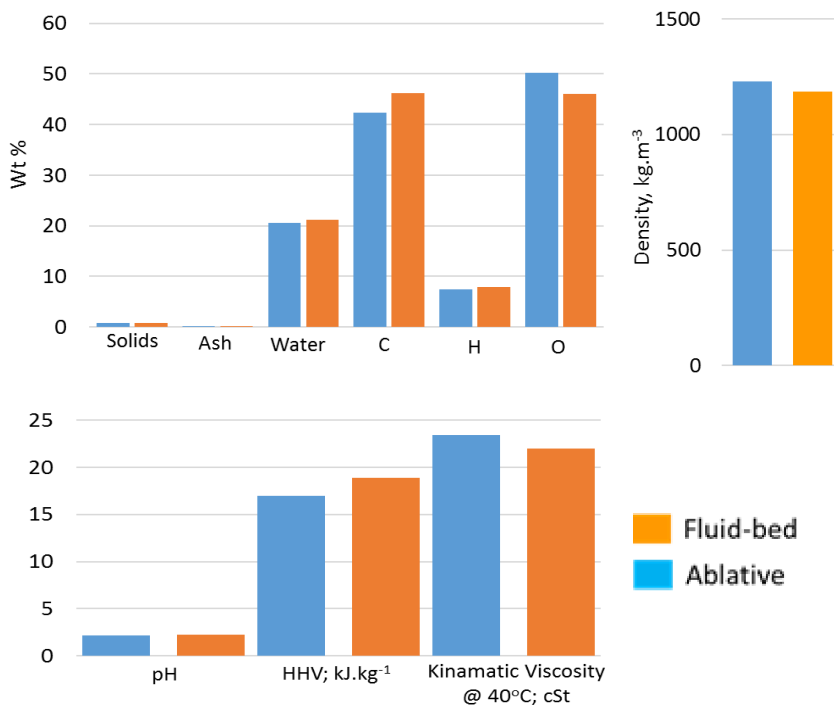 60
50
40
30
20
10
0
Wt %
Solids
Ash
Water
C
H
O
1500
1000
500
0
Density, kg.m⁻³
25
20
15
10
5
0
pH
HHV; kJ.kg⁻¹
Kinamatic Viscosity
@ 40°C; cSt
Fluid-bed
Ablative